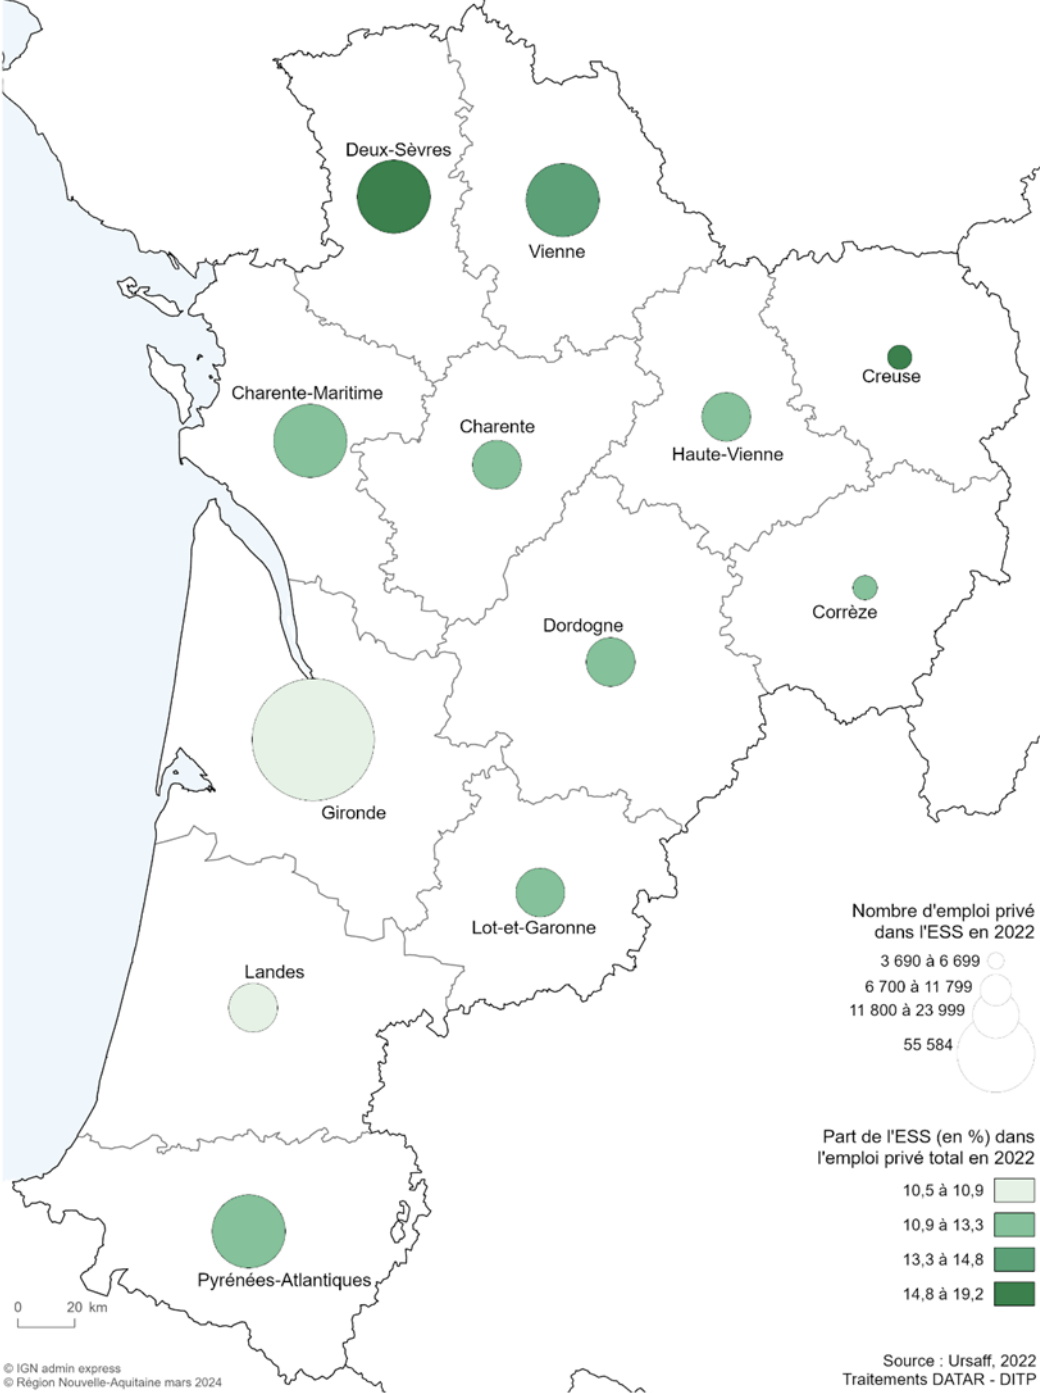 Deux-Sèvres
Vienne
Creuse
Charente-Maritime
Charente
Haute-Vienne
Corrèze
Dordogne
Gironde
Lot-et-Garonne
Landes
Pyrénées-Atlantiques
Nombre d'emploi privé
dans l'ESS en 2022
3 690 à 6 699
6 700 à 11 799
11 800 à 23 999
55 584
Part de l'ESS (en %) dans
l'emploi privé total en 2022
10,5 à 10,9
10,9 à 13,3
13,3 à 14,8
14,8 à 19,2
0 20 km
© IGN admin express
© Région Nouvelle-Aquitaine mars 2024
Source : Ursaff, 2022
Traitements DATAR - DITP